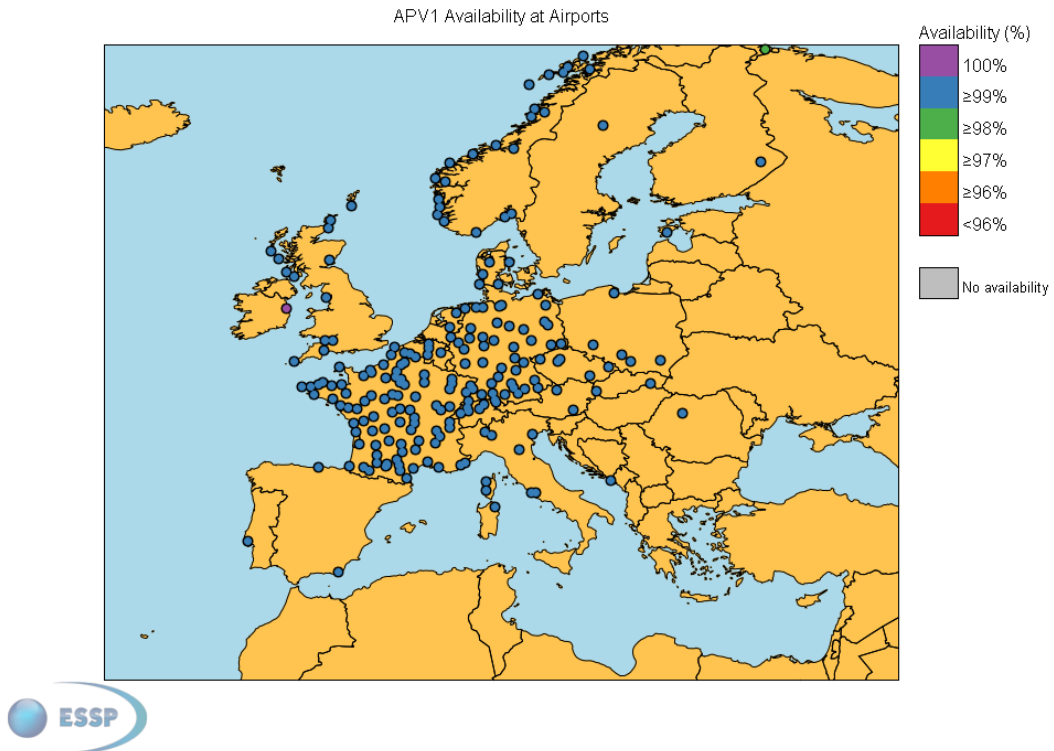 APV1 Availability at Airports
Availability (%)
100%
≥99%
≥98%
≥97%
≥96%
<96%
No availability
ESSP